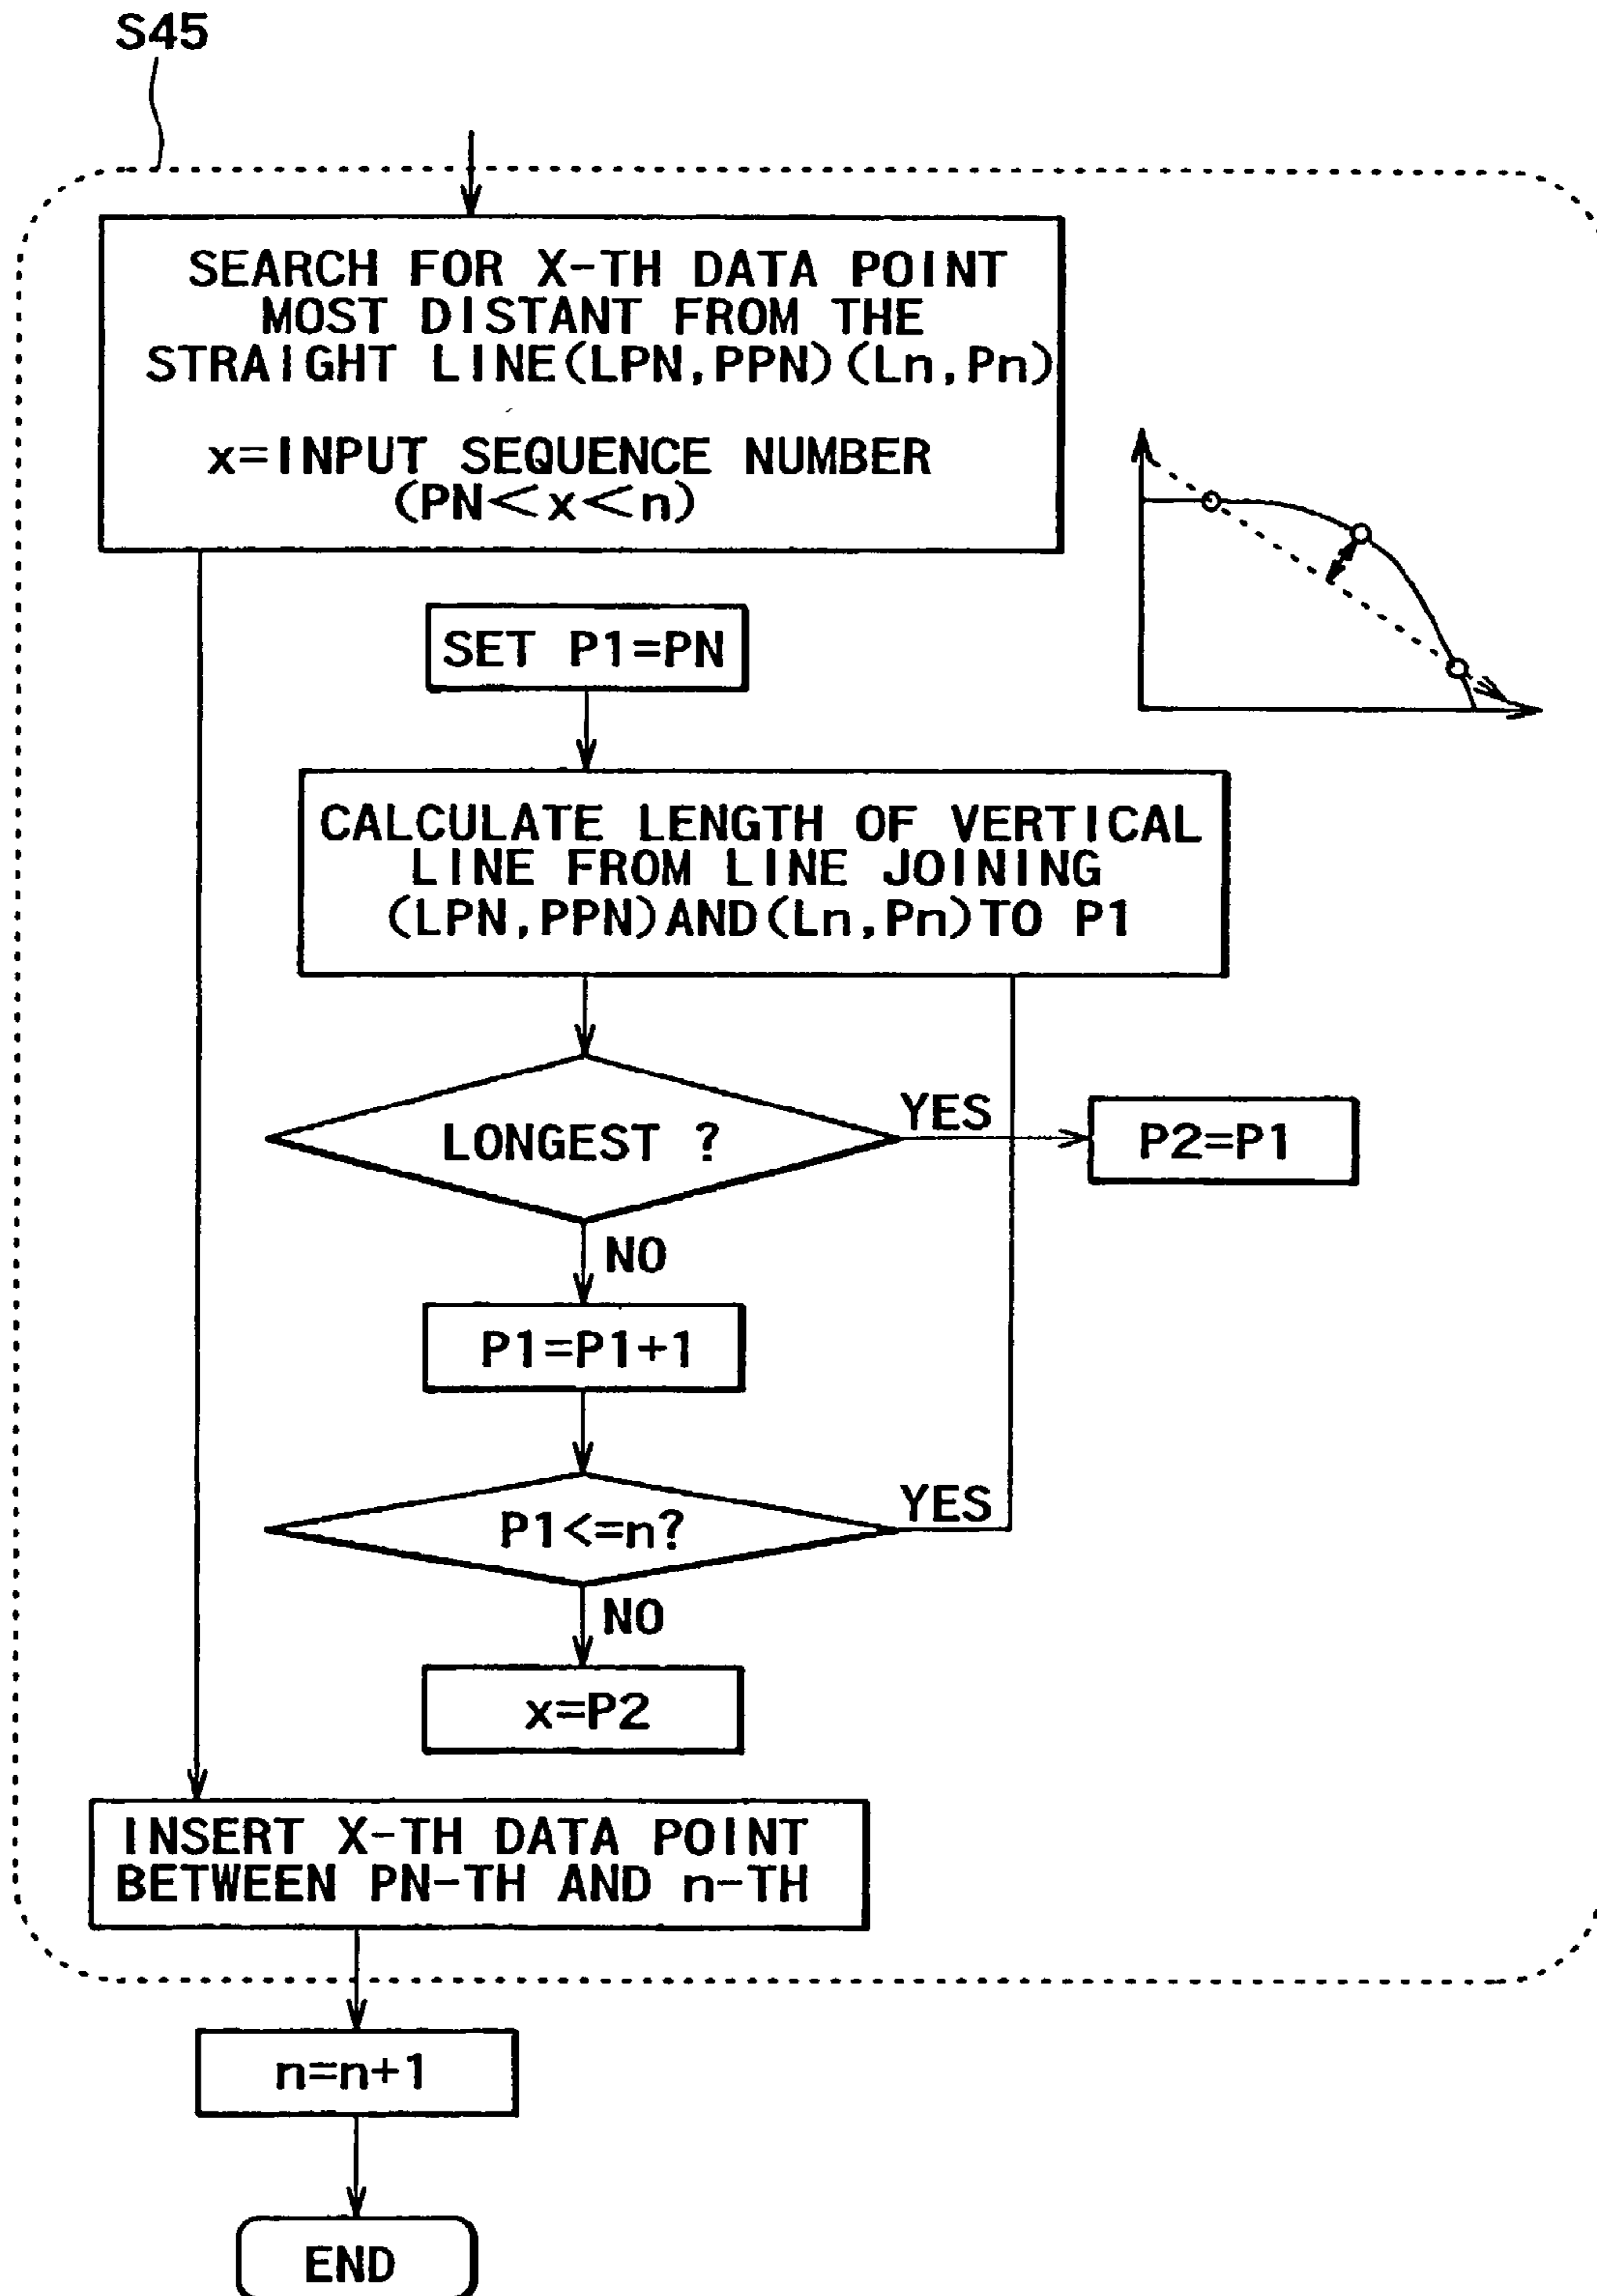 S45
SEARCH FOR X-TH DATA POINT
MOST DISTANT FROM THE
STRAIGHT LINE(LPN,PPN)(Ln,Pn)
x=INPUT SEQUENCE NUMBER
(PN<x<n)
SET P1=PN
CALCULATE LENGTH OF VERTICAL
LINE FROM LINE JOINING
(LPN,PPN)AND(Ln,Pn)TO P1
LONGEST ?
YES
P2=P1
NO
P1=P1+1
P1<=n?
YES
NO
x=P2
INSERT X-TH DATA POINT
BETWEEN PN-TH AND n-TH
n=n+1
END